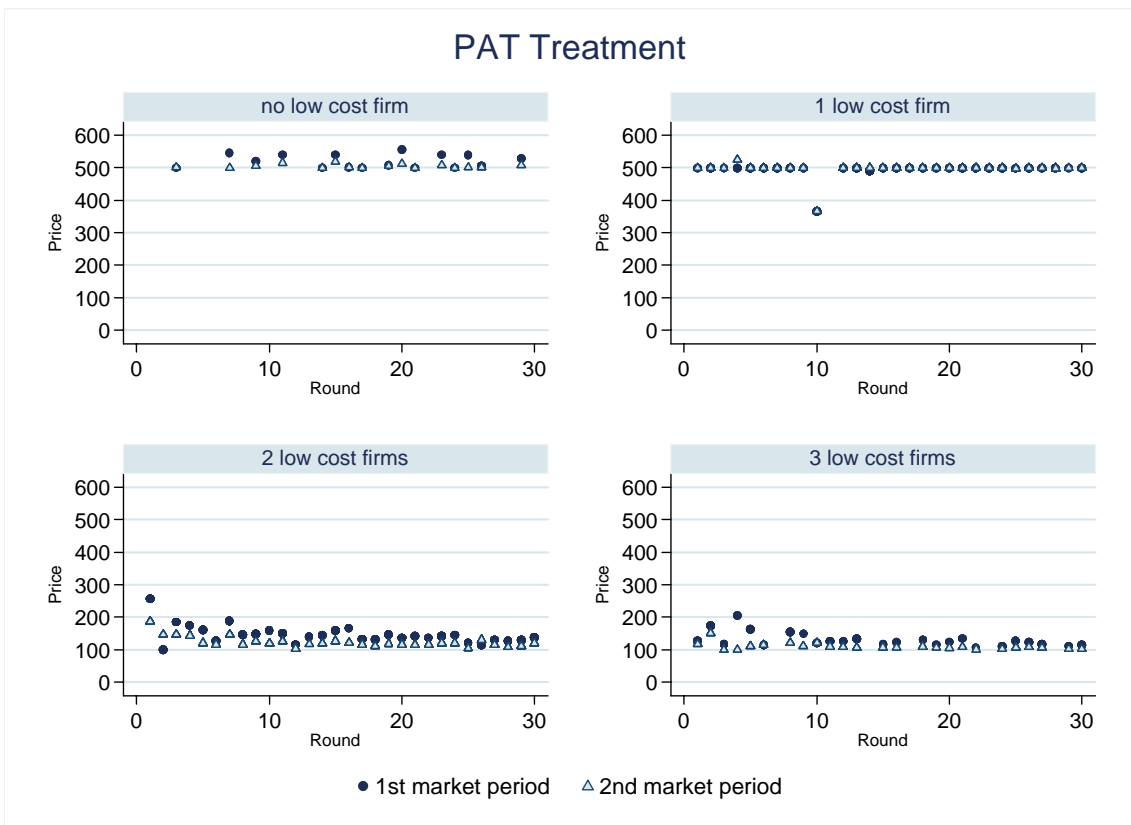 PAT Treatment
no low cost firm
600
500
400
300
200
100
0
Price
0 10 20 30
Round
1 low cost firm
600
500
400
300
200
100
0
Price
0 10 20 30
Round
2 low cost firms
600
500
400
300
200
100
0
Price
0 10 20 30
Round
3 low cost firms
600
500
400
300
200
100
0
Price
0 10 20 30
Round
1st market period 2nd market period